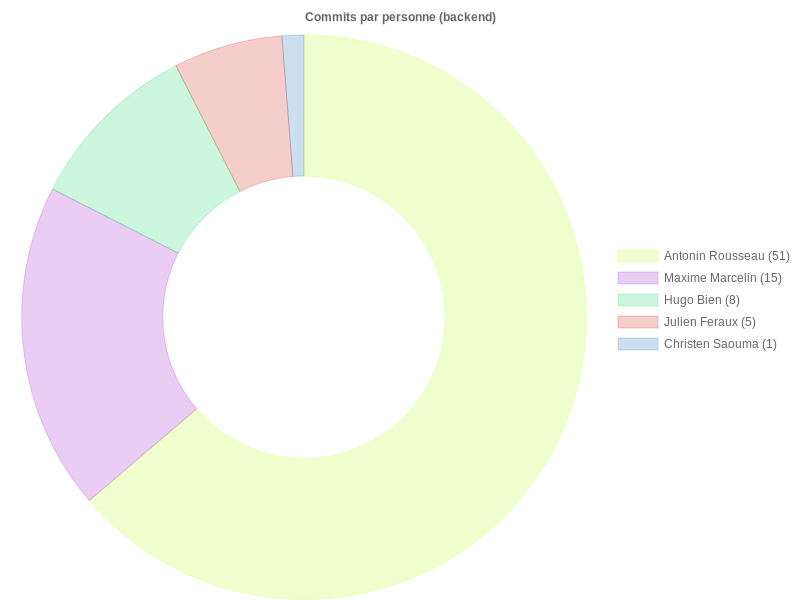 Commits par personne (backend)
Antonin Rousseau (51)
Maxime Marcelin (15)
Hugo Bien (8)
Julien Feraux (5)
Christen Saouma (1)